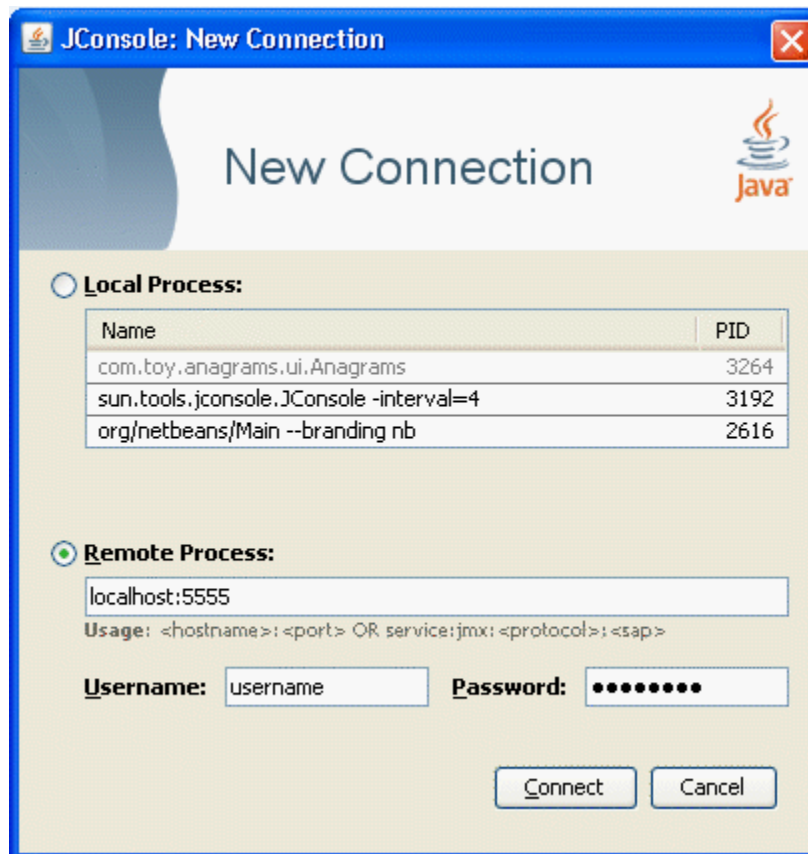 JConsole: New Connection
New Connection
Java
Local Process:
Name PID
com.toy.anagrams.ui.Anagrams 3264
sun.tools.jconsole.JConsole -interval=4 3192
org/netbeans/Main --branding nb 2616
Remote Process:
localhost:5555
Usage: <hostname>:<port> OR service:jmx:<protocol>:<sap>
Username: username Password: ●●●●●●●●
Connect Cancel